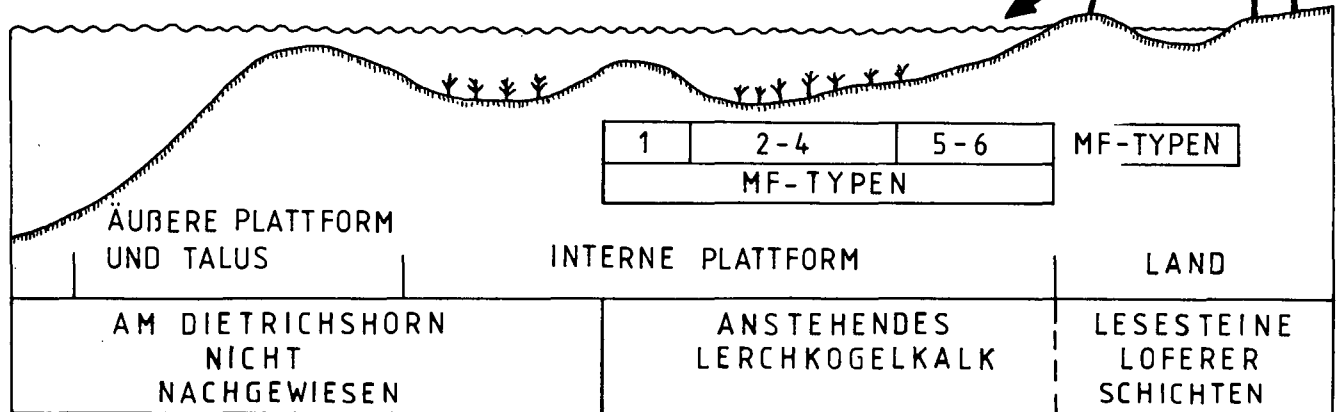 1
2-4
5-6
MF-TYPEN
MF-TYPEN
ÄUßERE PLATTFORM
UND TALUS
INTERNE PLATTFORM
LAND
AM DIETRICHSHORN
NICHT
NACHGEWIESEN
ANSTEHENDES
LERCHKOGELKALK
LESESTEINE
LOFERER
SCHICHTEN